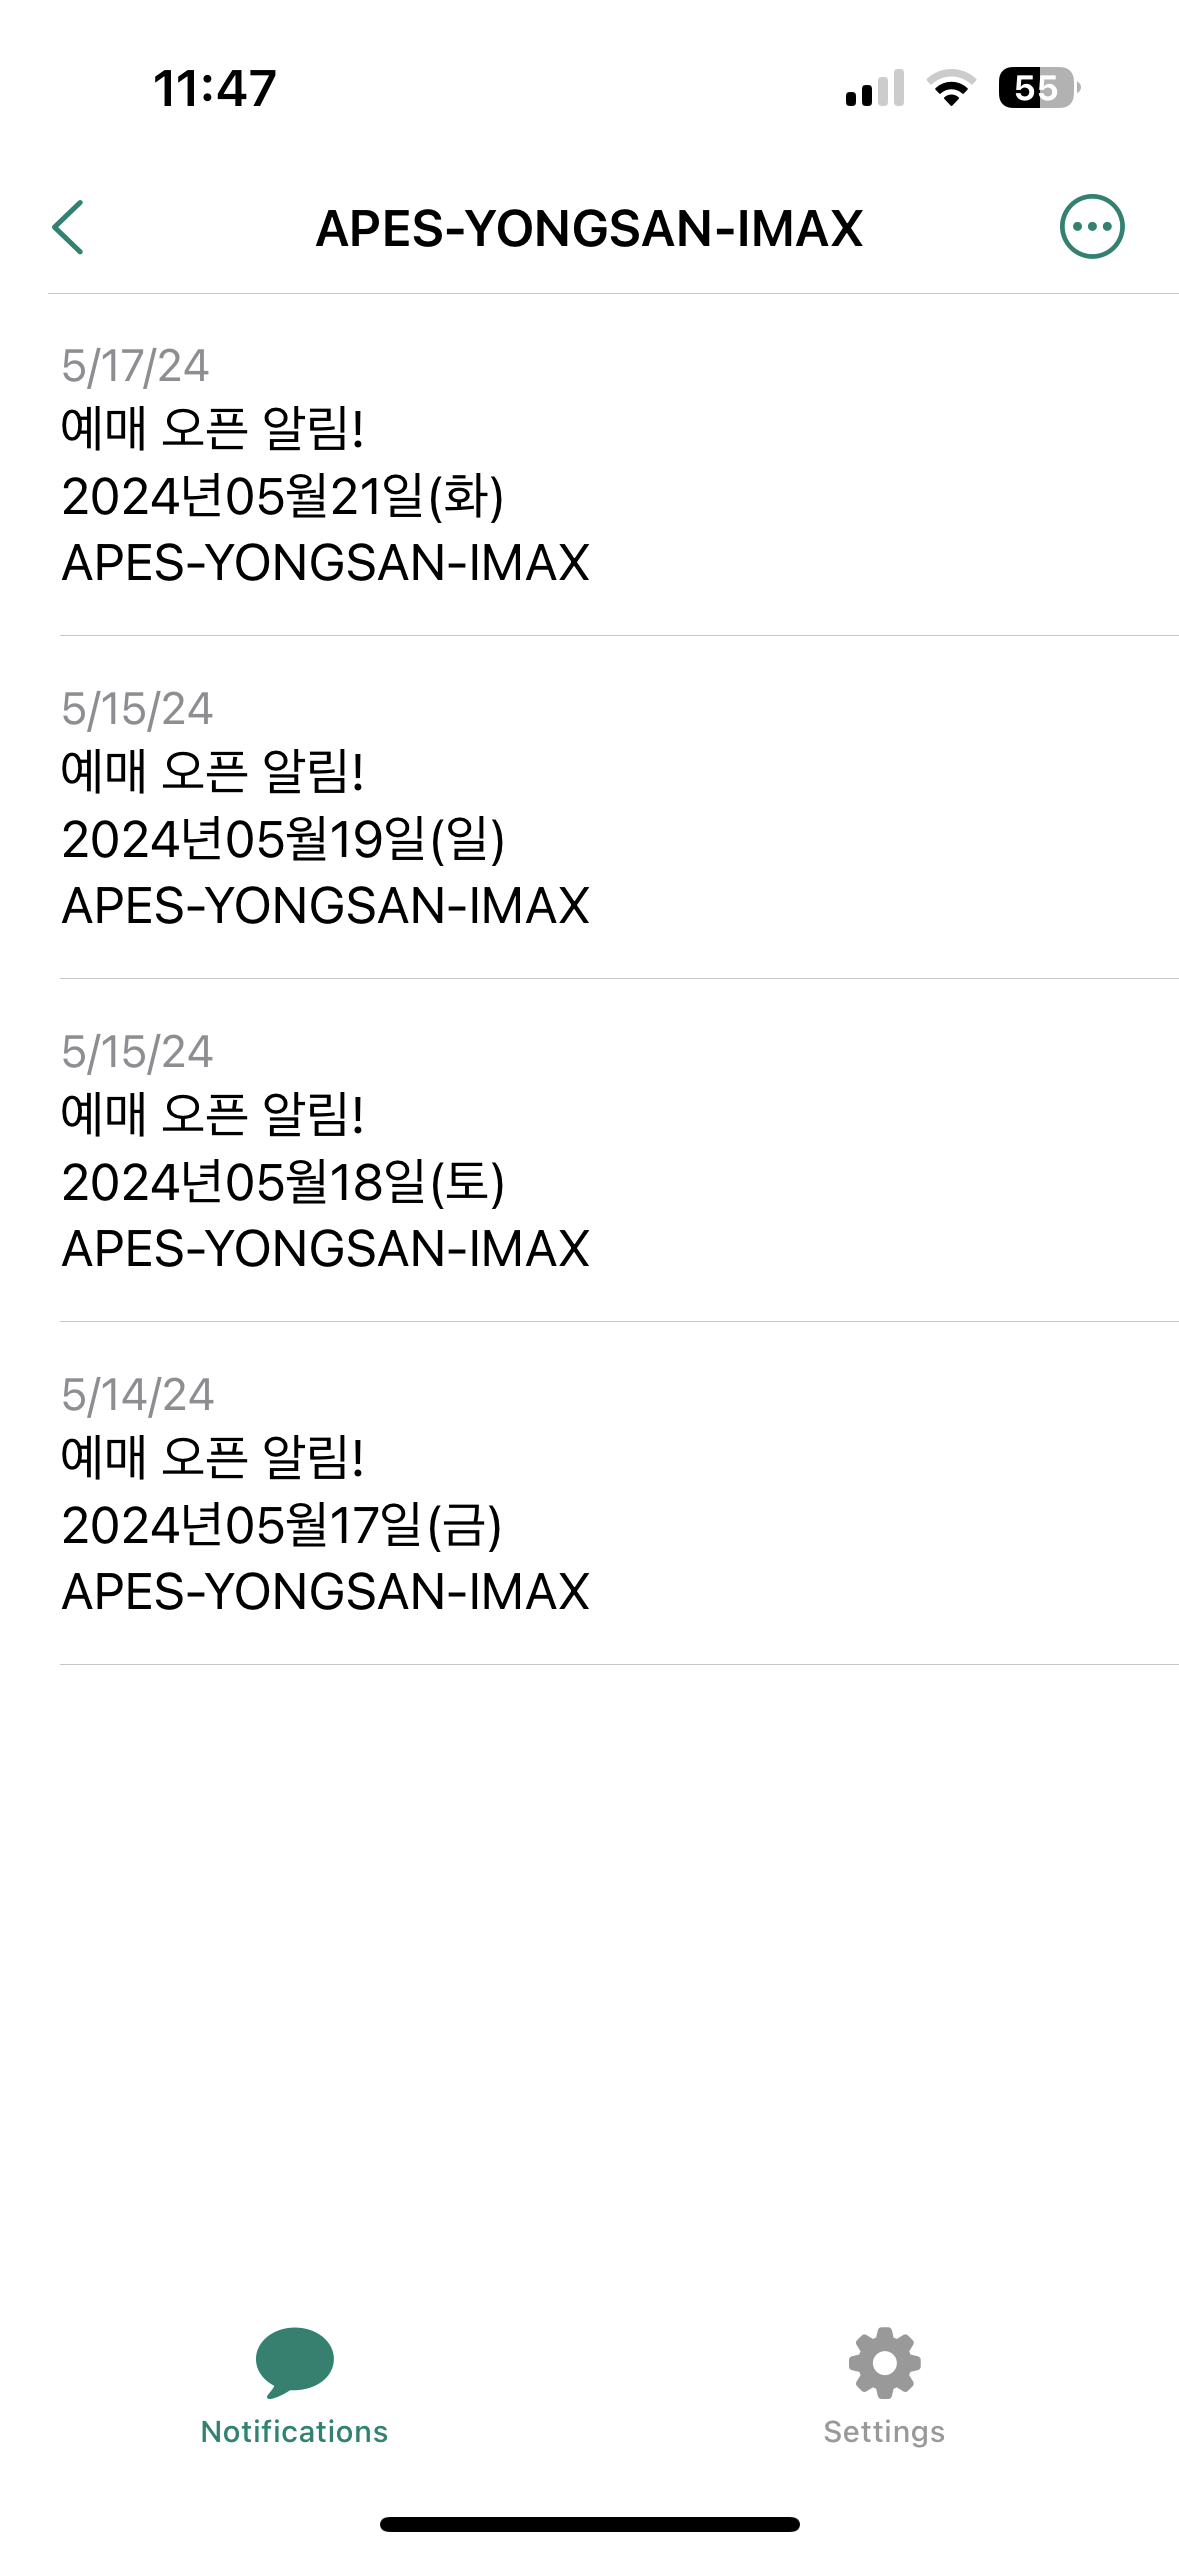 11:47
55
APES-YONGSAN-IMAX
5/17/24
예매 오픈 알림!
2024년05월21일(화)
APES-YONGSAN-IMAX
5/15/24
예매 오픈 알림!
2024년05월19일(일)
APES-YONGSAN-IMAX
5/15/24
예매 오픈 알림!
2024년05월18일(토)
APES-YONGSAN-IMAX
5/14/24
예매 오픈 알림!
2024년05월17일(금)
APES-YONGSAN-IMAX
Notifications
Settings